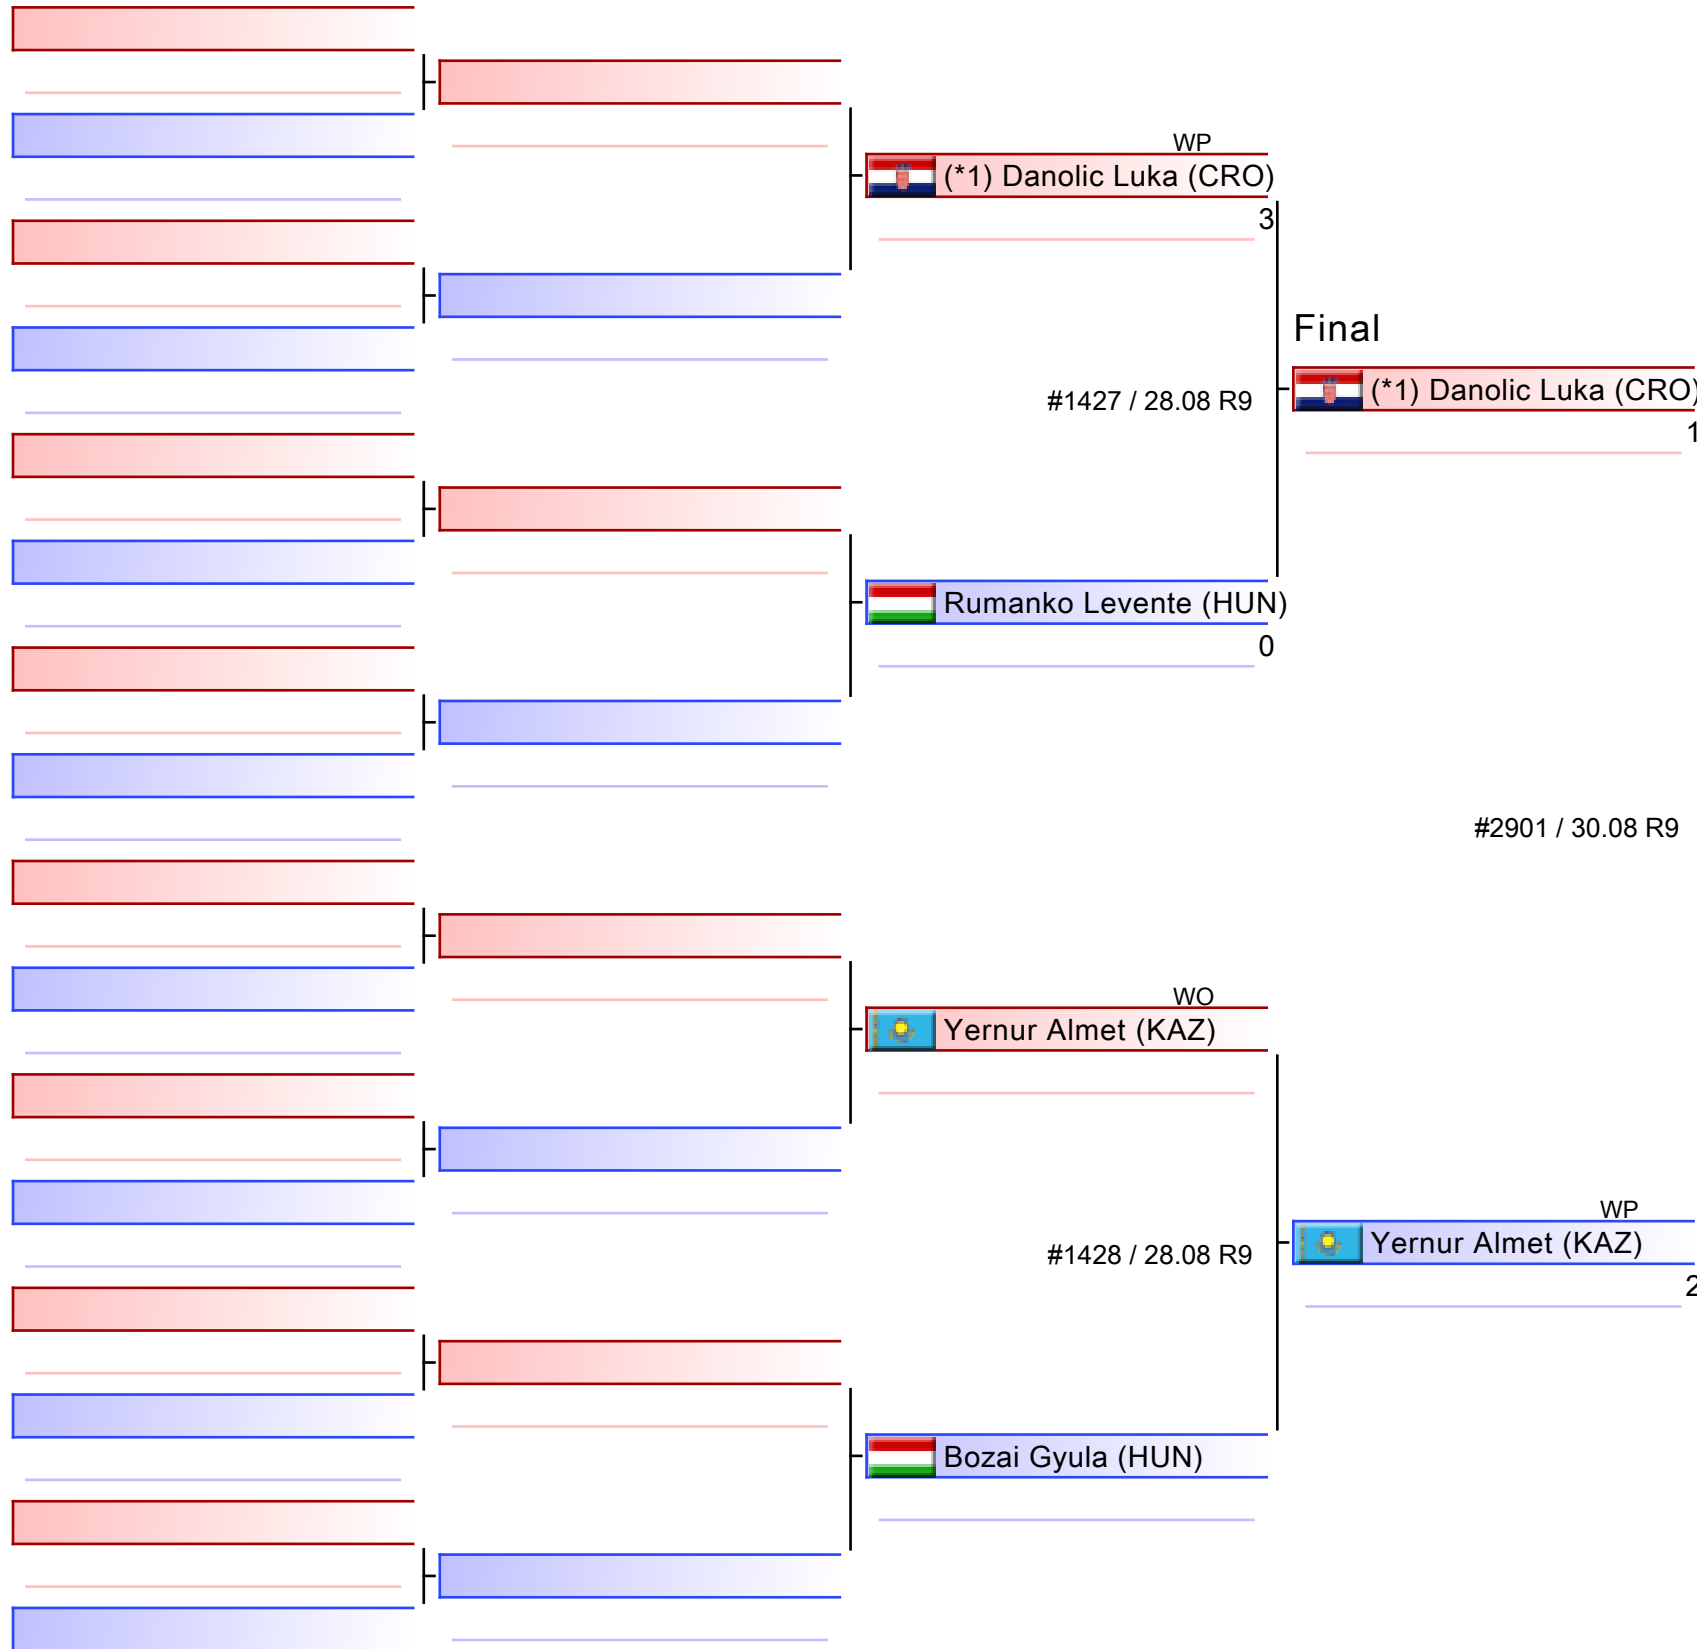 WP
(*1) Danolic Luka (CRO)
3
Final
#1427 / 28.08 R9
(*1) Danolic Luka (CRO)
1
Rumanko Levente (HUN)
0
#2901 / 30.08 R9
WO
Yernur Almet (KAZ)
WP
#1428 / 28.08 R9
Yernur Almet (KAZ)
2
Bozai Gyula (HUN)